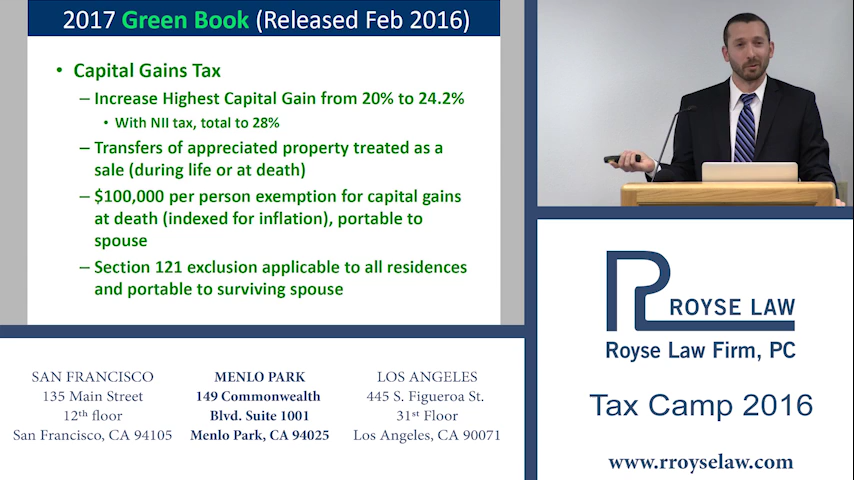 2017 Green Book (Released Feb 2016)
• Capital Gains Tax
– Increase Highest Capital Gain from 20% to 24.2%
• With NII tax, total to 28%
– Transfers of appreciated property treated as a
sale (during life or at death)
– $100,000 per person exemption for capital gains
at death (indexed for inflation), portable to
spouse
– Section 121 exclusion applicable to all residences
and portable to surviving spouse
ROYSE LAW
Royse Law Firm, PC
Tax Camp 2016
www.rroyselaw.com
SAN FRANCISCO
135 Main Street
12th floor
San Francisco, CA 94105
MENLO PARK
149 Commonwealth
Blvd. Suite 1001
Menlo Park, CA 94025
LOS ANGELES
445 S. Figueroa St.
31st Floor
Los Angeles, CA 90071